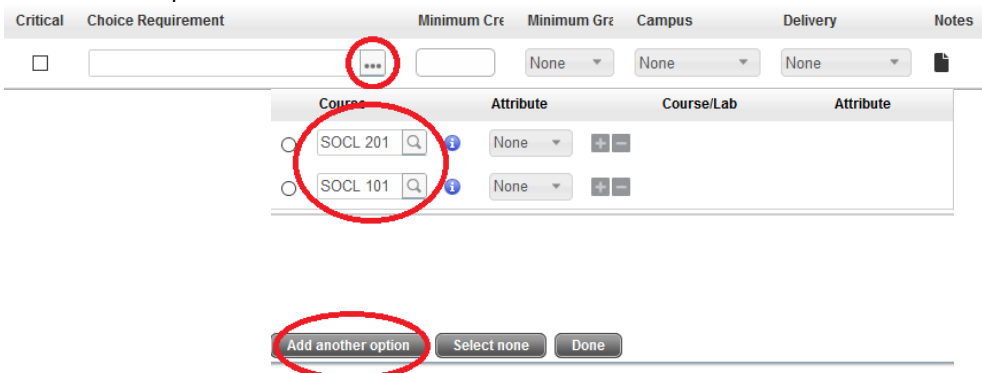 Critical Choice Requirement Minimum Cre Minimum Gra Campus Delivery Notes
... None None None
Course Attribute Course/Lab Attribute
SOCL 201 i None + -
SOCL 101 i None + -
Add another option Select none Done